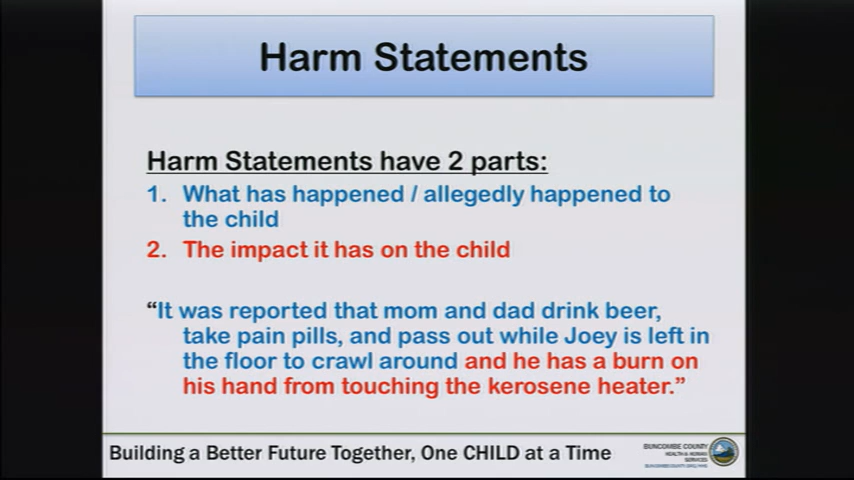 Harm Statements
Harm Statements have 2 parts:
1. What has happened / allegedly happened to
the child
2. The impact it has on the child
“It was reported that mom and dad drink beer,
take pain pills, and pass out while Joey is left in
the floor to crawl around and he has a burn on
his hand from touching the kerosene heater.”
Building a Better Future Together, One CHILD at a Time
BUNCOMBE COUNTY
HEALTH & HUMAN
SERVICES